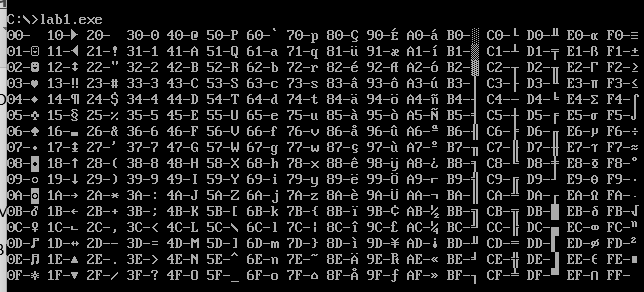 C:\>lab1.exe
00-  10-► 20-  30-0 40-@ 50-P 60-` 70-p 80-Ç 90-É A0-á B0-░ C0-└ D0-╨ E0-α F0-≡
01-☺ 11-◄ 21-! 31-1 41-A 51-Q 61-a 71-q 81-ü 91-æ A1-í B1-▒ C1-┴ D1-╤ E1-ß F1-±
02-☻ 12-↕ 22-" 32-2 42-B 52-R 62-b 72-r 82-é 92-Æ A2-ó B2-▓ C2-┬ D2-╥ E2-Γ F2-≥
03-♥ 13-‼ 23-# 33-3 43-C 53-S 63-c 73-s 83-â 93-ô A3-ú B3-│ C3-├ D3-╙ E3-π F3-≤
04-♦ 14-¶ 24-$ 34-4 44-D 54-T 64-d 74-t 84-ä 94-ö A4-ñ B4-┤ C4-─ D4-╘ E4-Σ F4-⌠
05-♣ 15-§ 25-% 35-5 45-E 55-U 65-e 75-u 85-à 95-ò A5-Ñ B5-╡ C5-┼ D5-╒ E5-σ F5-⌡
06-♠ 16-▬ 26-& 36-6 46-F 56-V 66-f 76-v 86-å 96-û A6-ª B6-╢ C6-╞ D6-╓ E6-µ F6-÷
07-• 17-↨ 27-' 37-7 47-G 57-W 67-g 77-w 87-ç 97-ù A7-º B7-╖ C7-╟ D7-╫ E7-τ F7-≈
08-◘ 18-↑ 28-( 38-8 48-H 58-X 68-h 78-x 88-ê 98-ÿ A8-¿ B8-╕ C8-╚ D8-╪ E8-Φ F8-°
09-○ 19-↓ 29-) 39-9 49-I 59-Y 69-i 79-y 89-ë 99-Ö A9-⌐ B9-╣ C9-╔ D9-┘ E9-Θ F9-∙
0A-◙ 1A-→ 2A-* 3A-: 4A-J 5A-Z 6A-j 7A-z 8A-è 9A-Ü AA-¬ BA-║ CA-╩ DA-┌ EA-Ω FA-·
0B-♂ 1B-← 2B-+ 3B-; 4B-K 5B-[ 6B-k 7B-{ 8B-ï 9B-¢ AB-½ BB-╗ CB-╦ DB-█ EB-δ FB-√
0C-♀ 1C-∟ 2C-, 3C-< 4C-L 5C-\ 6C-l 7C-¦ 8C-î 9C-£ AC-¼ BC-╝ CC-╠ DC-▄ EC-∞ FC-ⁿ
0D-♪ 1D-↔ 2D-- 3D-= 4D-M 5D-] 6D-m 7D-} 8D-ì 9D-¥ AD-¡ BD-╜ CD-═ DD-▌ ED-ø FD-²
0E-♫ 1E-▲ 2E-. 3E-> 4E-N 5E-^ 6E-n 7E-~ 8E-Ä 9E-₧ AE-« BE-╛ CE-╬ DE-▐ EE-∈ FE-■
0F-☼ 1F-▼ 2F-/ 3F-? 4F-O 5F-_ 6F-o 7F-⌂ 8F-Å 9F-ƒ AF-» BF-┐ CF-╧ DF-▀ EF-∩ FF-